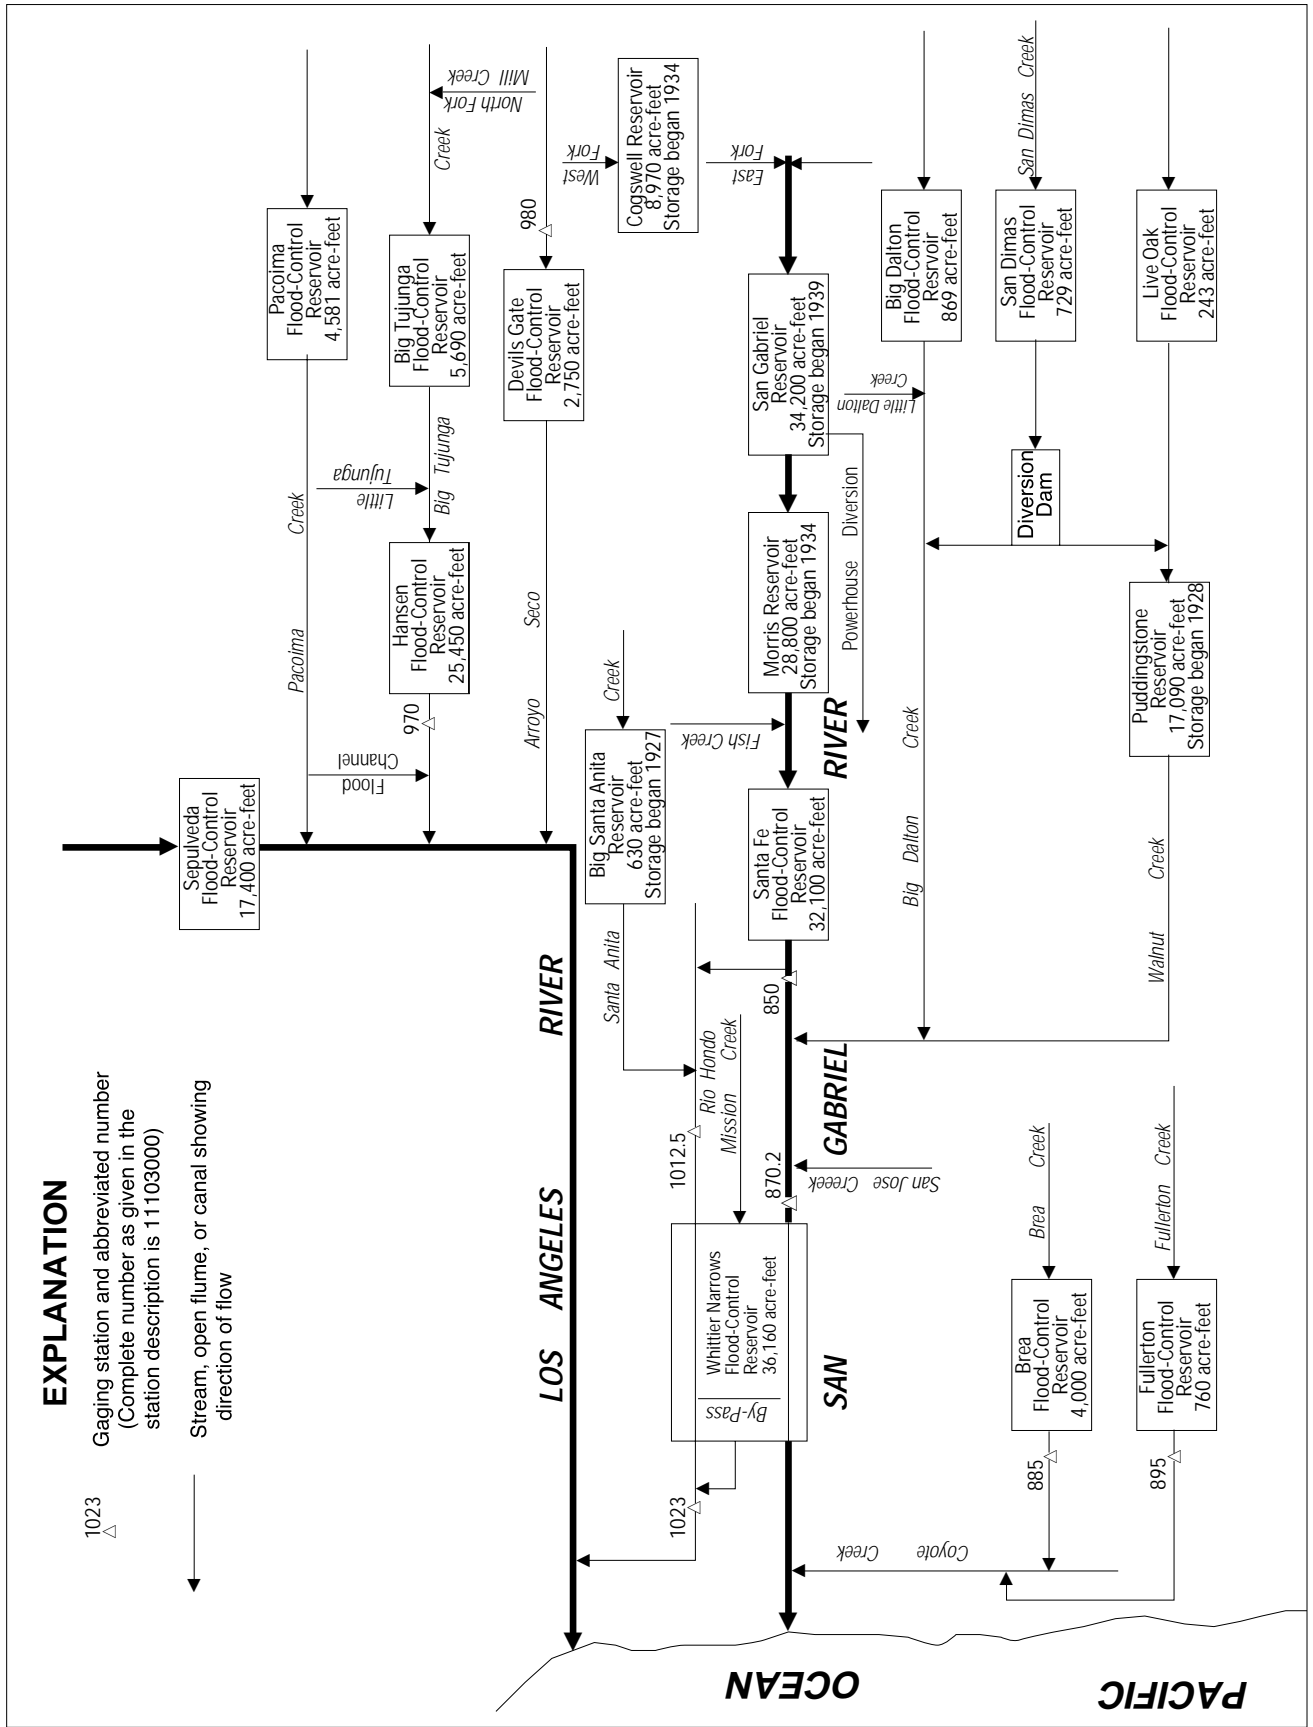 EXPLANATION
1023
Gaging station and abbreviated number
(Complete number as given in the
station description is 11103000)
Stream, open flume, or canal showing
direction of flow
Sepulveda
Flood-Control
Reservoir
17,400 acre-feet
Pacoima
Flood-Control
Reservoir
4,581 acre-feet
Pacoima Creek
Creek
North Fork
Mill Creek
Big Tujunga
Flood-Control
Reservoir
5,690 acre-feet
Big Tujunga
Little
Tujunga
Hansen
Flood-Control
Reservoir
25,450 acre-feet
970
Flood
Channel
980
Devils Gate
Flood-Control
Reservoir
2,750 acre-feet
Arroyo Seco
LOS ANGELES RIVER
Creek
Big Santa Anita
Reservoir
630 acre-feet
Storage began 1927
Santa Anita
Rio Hondo
1012.5
Mission Creek
1023
West
Fork
Cogswell Reservoir
8,970 acre-feet
Storage began 1934
East
Fork
San Gabriel
Reservoir
34,200 acre-feet
Storage began 1939
Powerhouse Diversion
Morris Reservoir
28,800 acre-feet
Storage began 1934
Fish Creek
Santa Fe
Flood-Control
Reservoir
32,100 acre-feet
850
870.2
San Jose
Creeek
Whittier Narrows
Flood-Control
Reservoir
36,160 acre-feet
By-Pass
SAN GABRIEL RIVER
Big Dalton
Flood-Control
Resrvoir
869 acre-feet
Little Dalton
Creek
Big Dalton Creek
San Dimas Creek
San Dimas
Flood-Control
Reservoir
729 acre-feet
Diversion
Dam
Live Oak
Flood-Control
Reservoir
243 acre-feet
Puddingstone
Reservoir
17,090 acre-feet
Storage began 1928
Walnut Creek
Brea Creek
Brea
Flood-Control
Reservoir
4,000 acre-feet
885
Fullerton Creek
Fullerton
Flood-Control
Reservoir
760 acre-feet
895
Coyote Creek
PACIFIC OCEAN